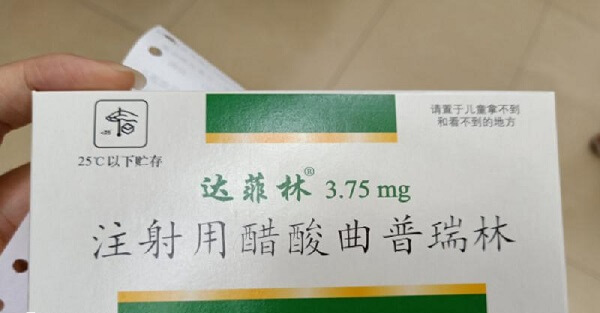 请置于儿童拿不到
和看不到的地方
25℃以下贮存
达菲林® 3.75 mg
注射用醋酸曲普瑞林